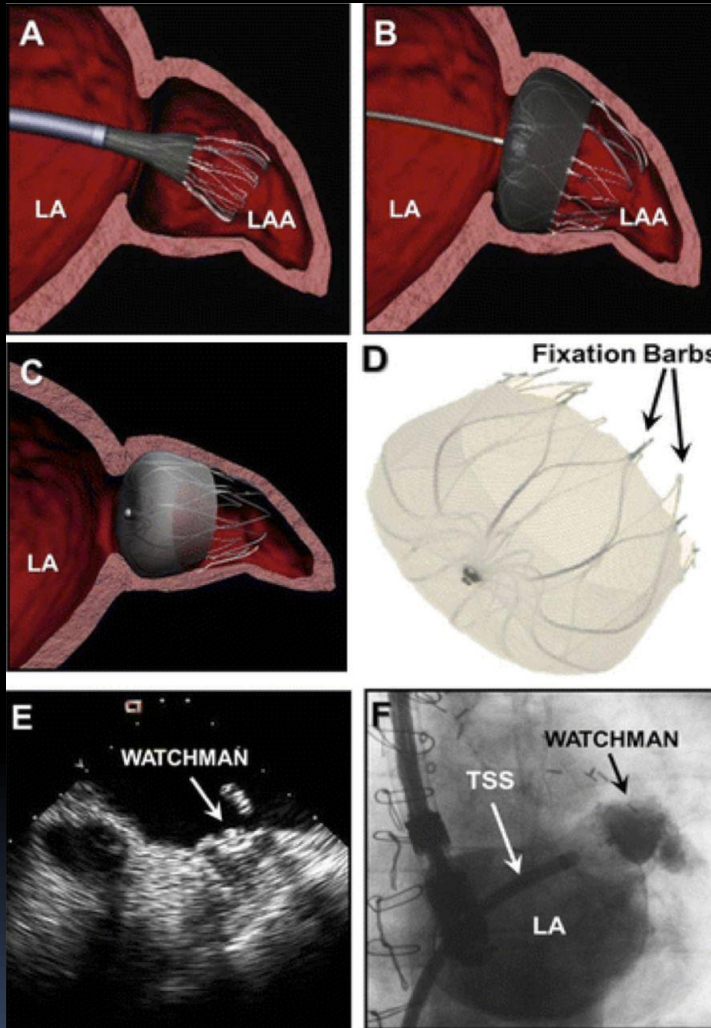 A
LA
LAA
B
LA
LAA
C
LA
D
Fixation Barbs
E
WATCHMAN
F
WATCHMAN
TSS
LA